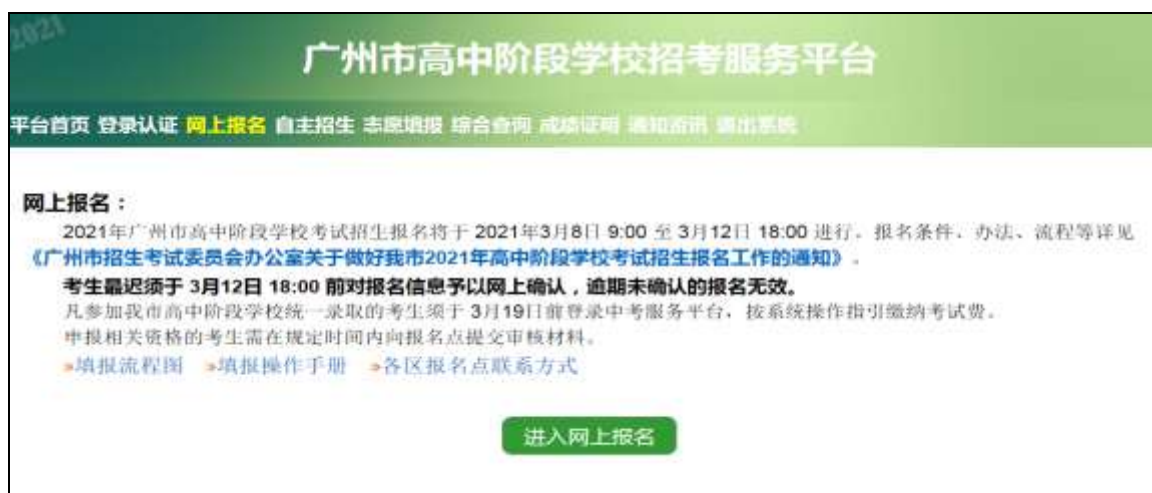 2021
广州市高中阶段学校招考服务平台
平台首页 登录认证 网上报名 自主招生 志愿填报 综合查询 成绩证明 通知资讯 退出系统
网上报名：
2021年广州市高中阶段学校考试招生报名将于 2021年3月8日 9:00 至 3月12日 18:00 进行。报名条件、办法、流程等详见
《广州市招生考试委员会办公室关于做好我市2021年高中阶段学校考试招生报名工作的通知》。
考生最迟须于 3月12日 18:00 前对报名信息予以网上确认，逾期未确认的报名无效。
凡参加我市高中阶段学校统一录取的考生须于 3月19日前登录中考服务平台，按系统操作指引缴纳考试费。
申报相关资格的考生需在规定时间内向报名点提交审核材料。
»填报流程图 »填报操作手册 »各区报名点联系方式
进入网上报名